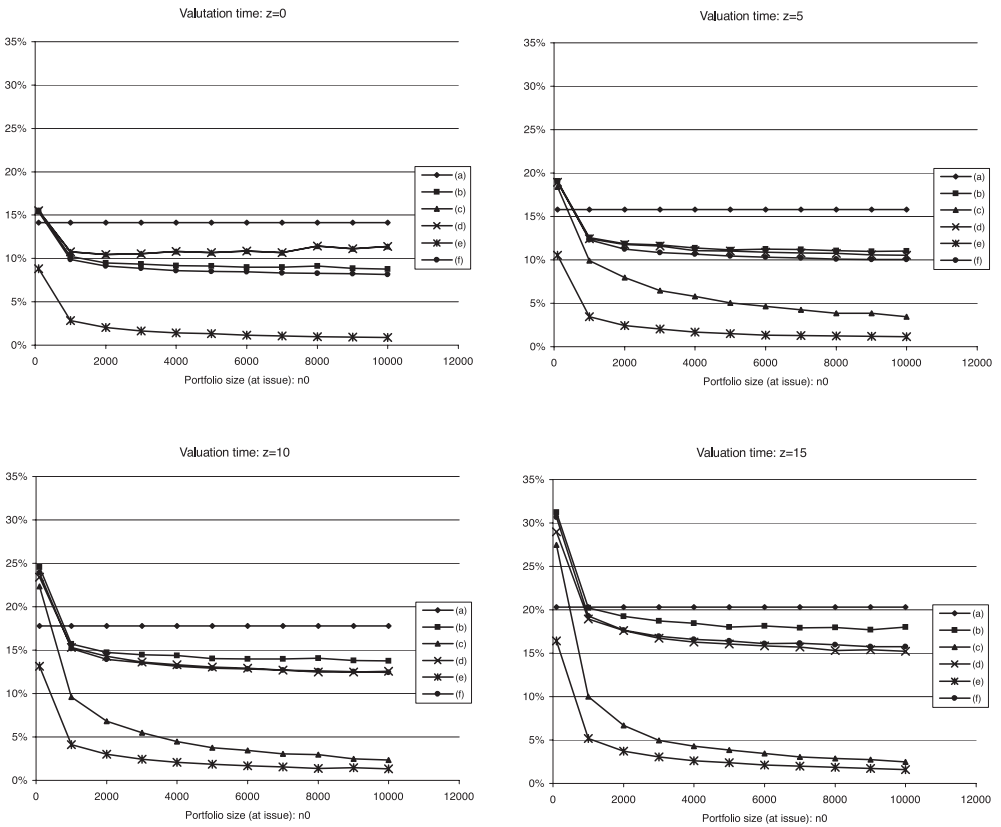 Valutation time: z=0
35%
30%
25%
20%
15%
10%
5%
0%
0 2000 4000 6000 8000 10000 12000
Portfolio size (at issue): n0
(a)
(b)
(c)
(d)
(e)
(f)
Valuation time: z=5
35%
30%
25%
20%
15%
10%
5%
0%
0 2000 4000 6000 8000 10000 12000
Portfolio size (at issue): n0
(a)
(b)
(c)
(d)
(e)
(f)
Valuation time: z=10
35%
30%
25%
20%
15%
10%
5%
0%
0 2000 4000 6000 8000 10000 12000
Portfolio size (at issue): n0
(a)
(b)
(c)
(d)
(e)
(f)
Valuation time: z=15
35%
30%
25%
20%
15%
10%
5%
0%
0 2000 4000 6000 8000 10000 12000
Portfolio size (at issue): n0
(a)
(b)
(c)
(d)
(e)
(f)